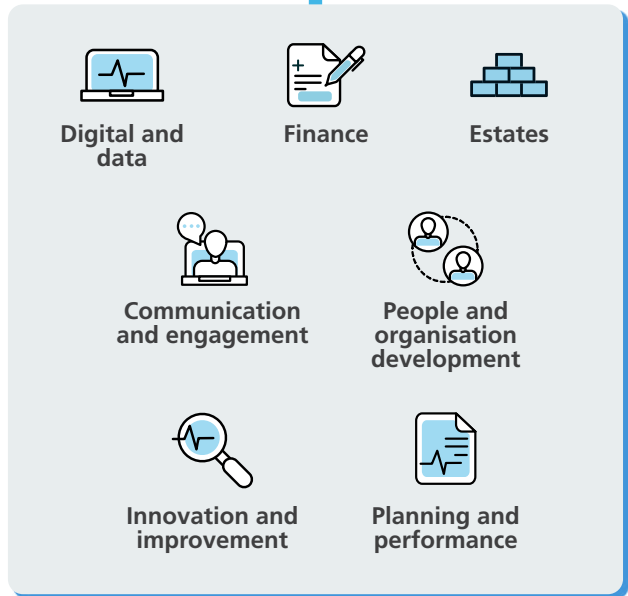 Digital and
data
Finance
Estates
Communication
and engagement
People and
organisation
development
Innovation and
improvement
Planning and
performance